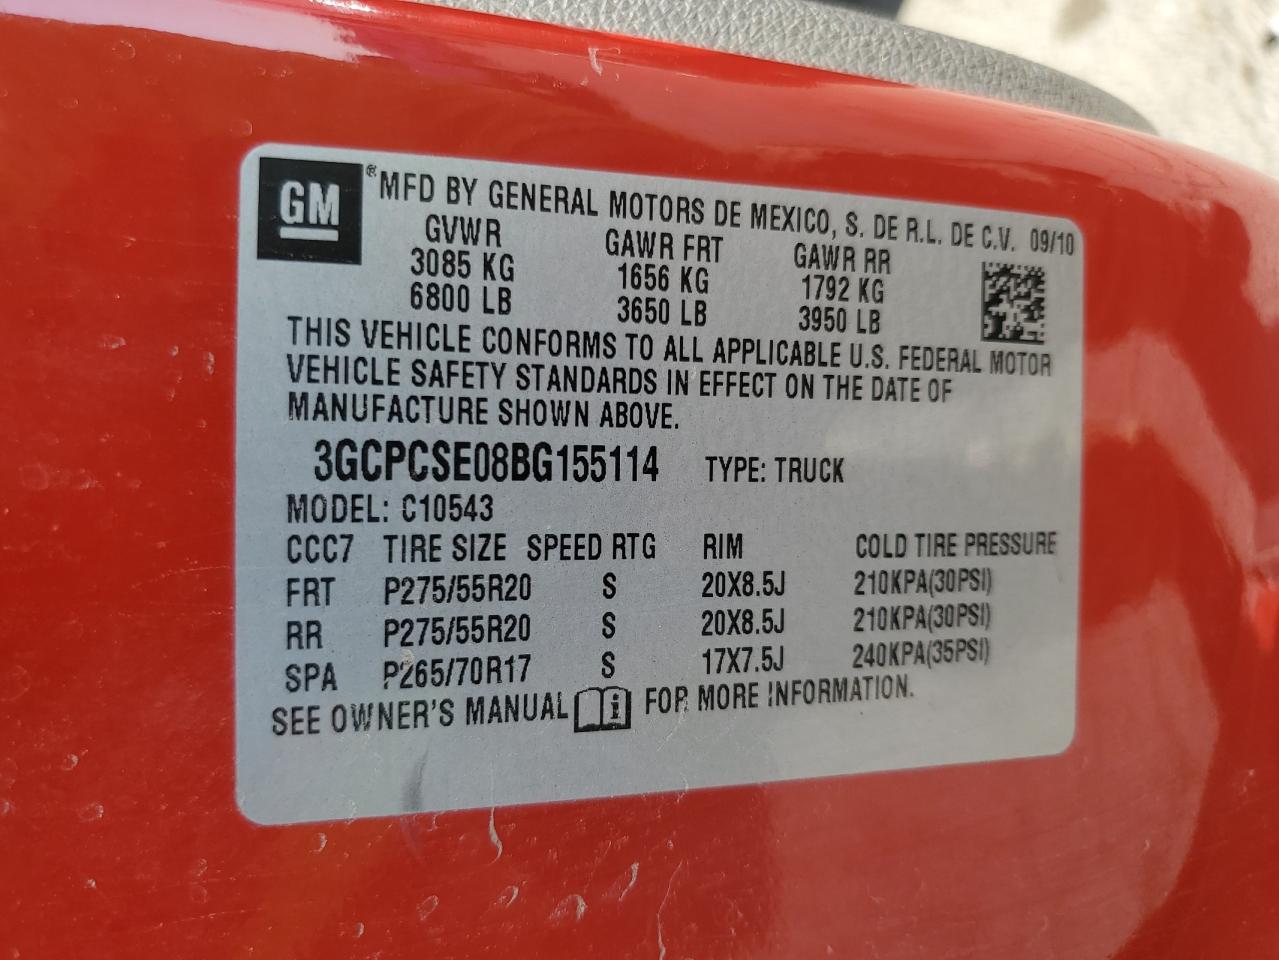 GM ® MFD BY GENERAL MOTORS DE MEXICO, S. DE R.L. DE C.V. 09/10
GVWR GAWR FRT GAWR RR
3085 KG 1656 KG 1792 KG
6800 LB 3650 LB 3950 LB
THIS VEHICLE CONFORMS TO ALL APPLICABLE U.S. FEDERAL MOTOR
VEHICLE SAFETY STANDARDS IN EFFECT ON THE DATE OF
MANUFACTURE SHOWN ABOVE.
3GCPCSE08BG155114 TYPE: TRUCK
MODEL: C10543
CCC7 TIRE SIZE SPEED RTG RIM COLD TIRE PRESSURE
FRT P275/55R20 S 20X8.5J 210KPA(30PSI)
RR P275/55R20 S 20X8.5J 210KPA(30PSI)
SPA P265/70R17 S 17X7.5J 240KPA(35PSI)
SEE OWNER'S MANUAL i FOR MORE INFORMATION.